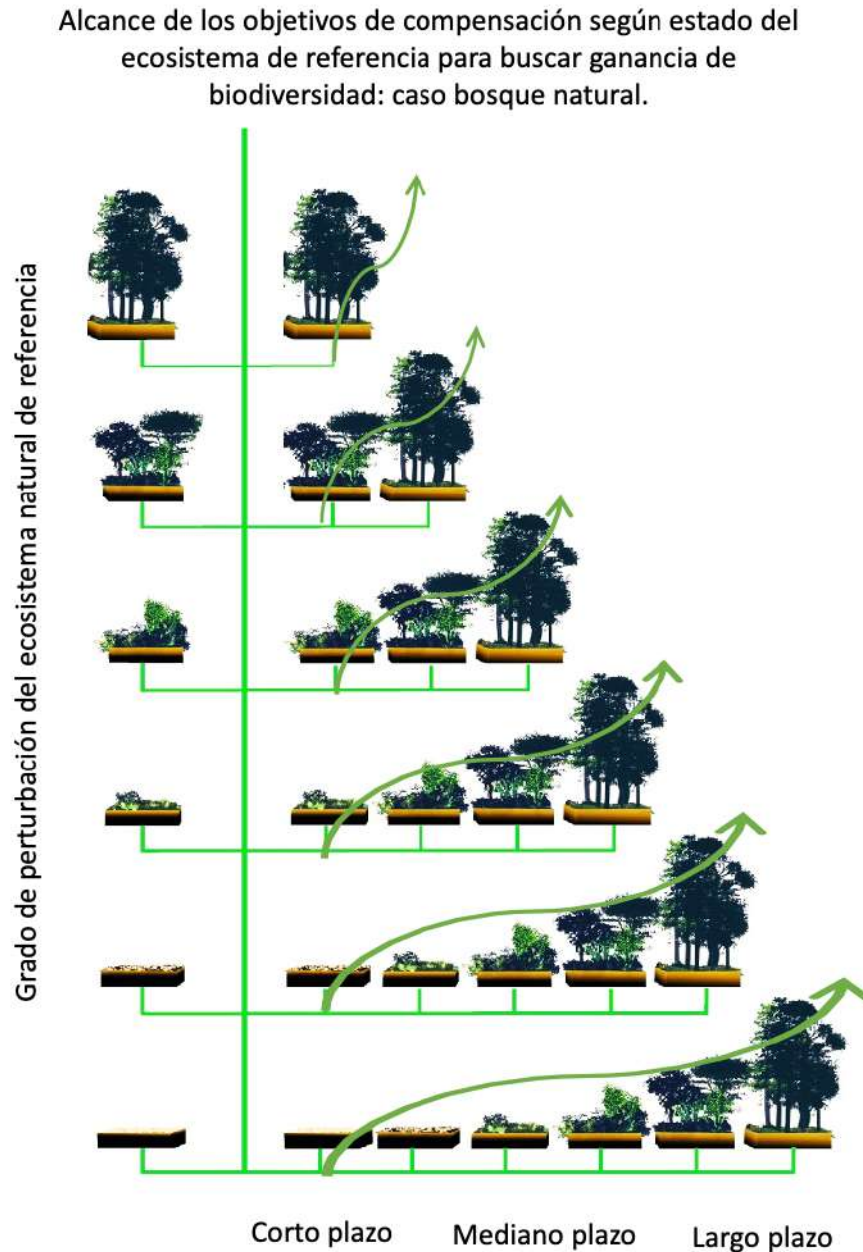 Alcance de los objetivos de compensación según estado del
ecosistema de referencia para buscar ganancia de
biodiversidad: caso bosque natural.
Grado de perturbación del ecosistema natural de referencia
Corto plazo Mediano plazo Largo plazo